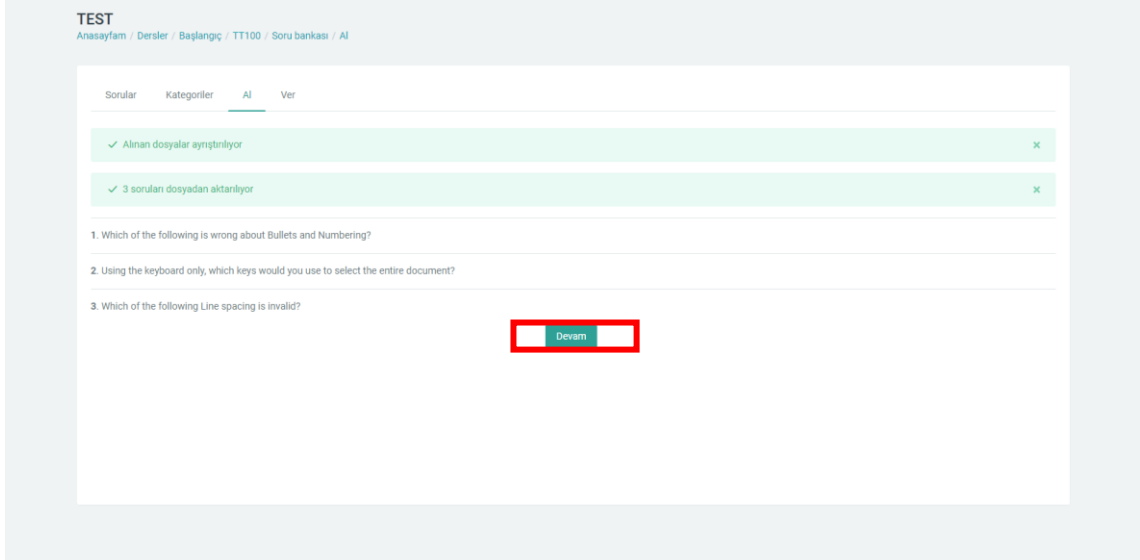 TEST
Anasayfam / Dersler / Başlangıç / TT100 / Soru bankası / Al
Sorular Kategoriler Al Ver
Alınan dosyalar ayrıştırılıyor
3 soruları dosyadan aktarılıyor
1. Which of the following is wrong about Bullets and Numbering?
2. Using the keyboard only, which keys would you use to select the entire document?
3. Which of the following Line spacing is invalid?
Devam